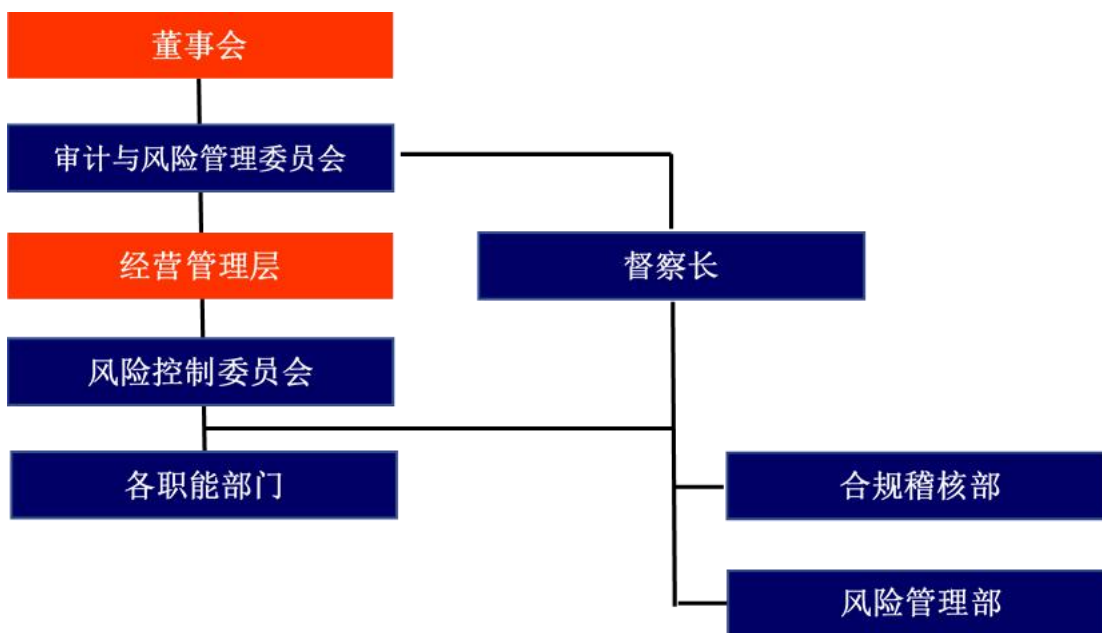 董事会
审计与风险管理委员会
经营管理层
督察长
风险控制委员会
各职能部门
合规稽核部
风险管理部